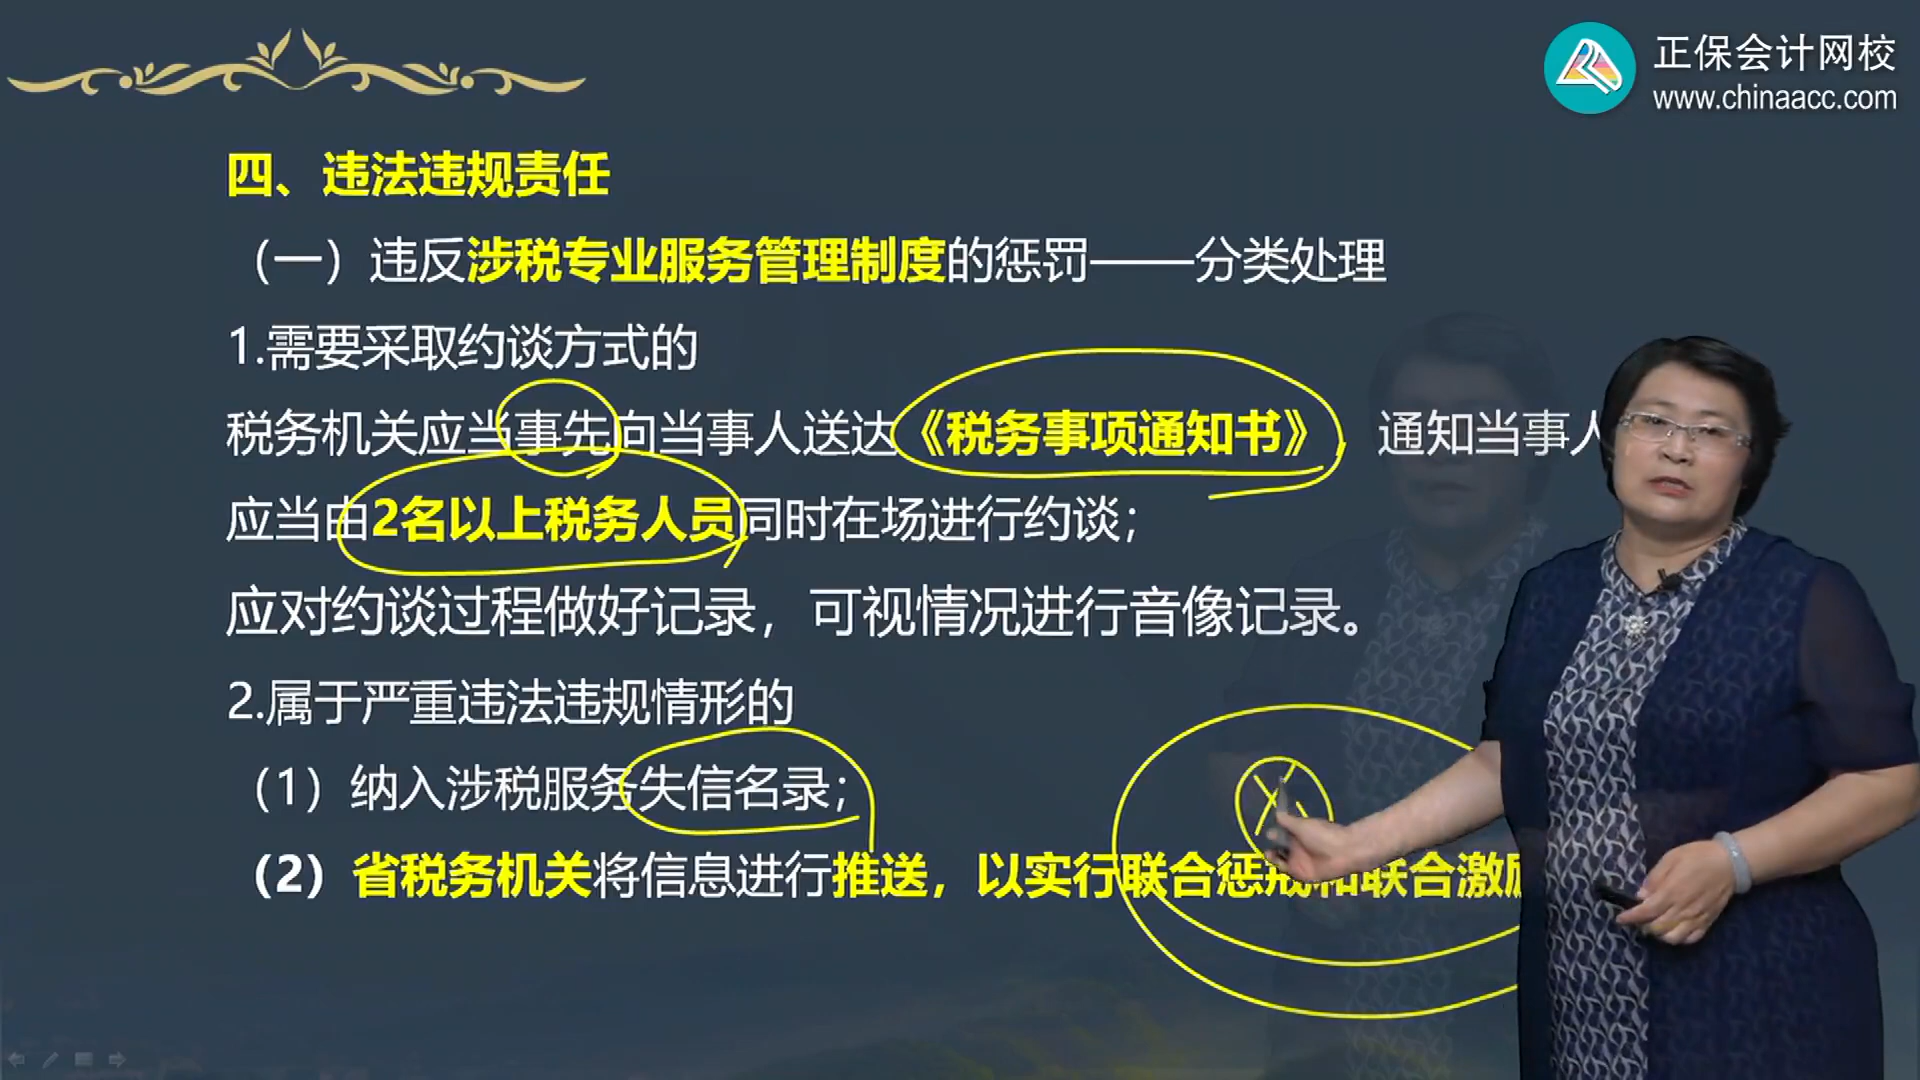 正保会计网校
www.chinaacc.com
四、违法违规责任
（一）违反涉税专业服务管理制度的惩罚——分类处理
1.需要采取约谈方式的
税务机关应当事先向当事人送达《税务事项通知书》，通知当事人
应当由2名以上税务人员同时在场进行约谈；
应对约谈过程做好记录，可视情况进行音像记录。
2.属于严重违法违规情形的
（1）纳入涉税服务失信名录；
（2）省税务机关将信息进行推送，以实行联合惩戒和联合激励